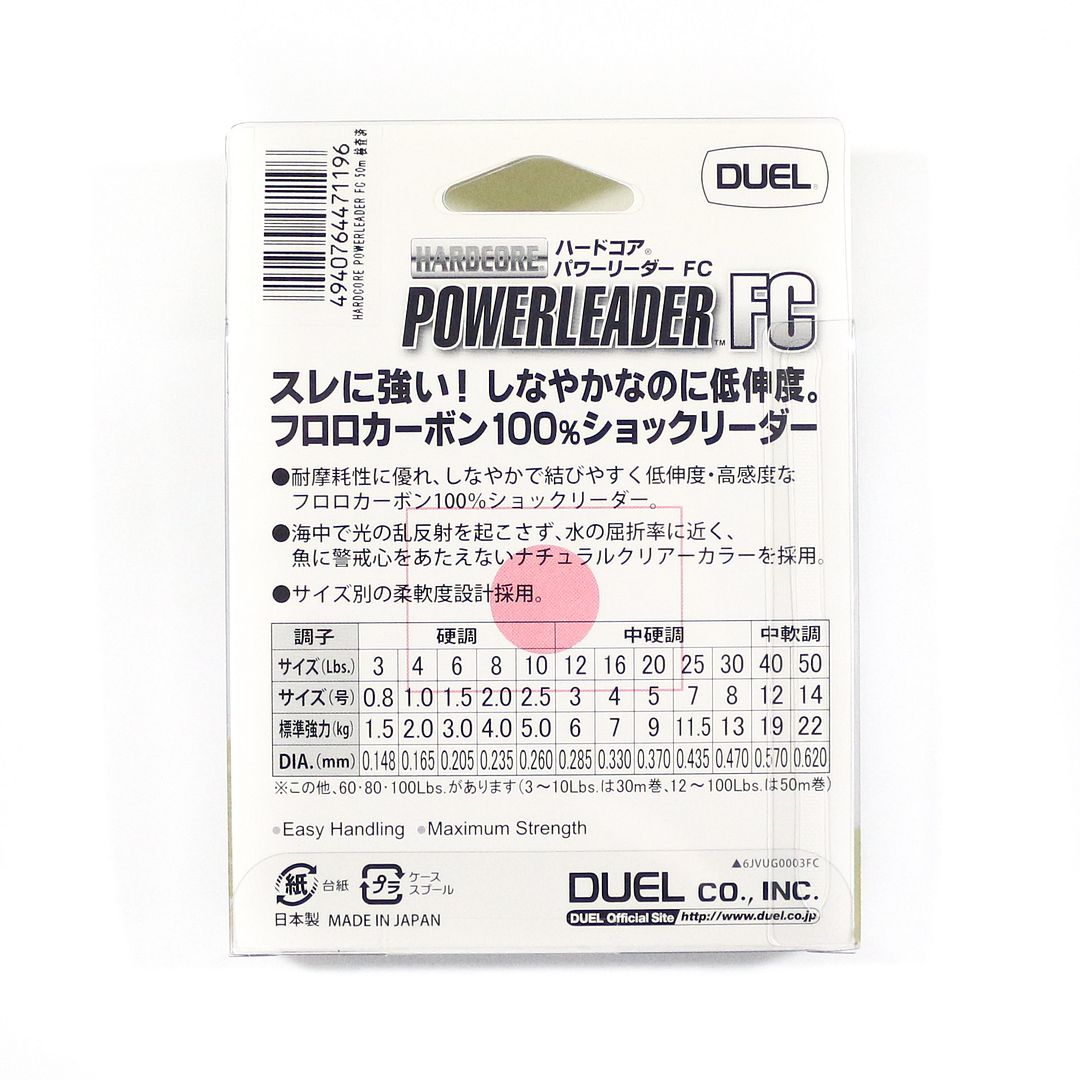 4940764471196
HARDCORE POWERLEADER FC 50m 検査済
DUEL®
HARDCORE® ハードコア®
パワーリーダー FC
POWERLEADER™ FC
スレに強い！しなやかなのに低伸度。
フロロカーボン100%ショックリーダー
●耐摩耗性に優れ、しなやかで結びやすく低伸度・高感度な
フロロカーボン100%ショックリーダー。
●海中で光の乱反射を起こさず、水の屈折率に近く、
魚に警戒心をあたえないナチュラルクリアーカラーを採用。
●サイズ別の柔軟度設計採用。
調子 硬調 中硬調 中軟調
サイズ(Lbs.) 3 4 6 8 10 12 16 20 25 30 40 50
サイズ(号) 0.8 1.0 1.5 2.0 2.5 3 4 5 7 8 12 14
標準強力(kg) 1.5 2.0 3.0 4.0 5.0 6 7 9 11.5 13 19 22
DIA.(mm) 0.148 0.165 0.205 0.235 0.260 0.285 0.330 0.370 0.435 0.470 0.570 0.620
※この他、60・80・100Lbs.があります(3〜10Lbs.は30m巻、12〜100Lbs.は50m巻)
●Easy Handling ●Maximum Strength
▲6JVUG0003FC
紙 台紙 プラ ケース
スプール
DUEL CO., INC.
日本製 MADE IN JAPAN
DUEL Official Site http://www.duel.co.jp